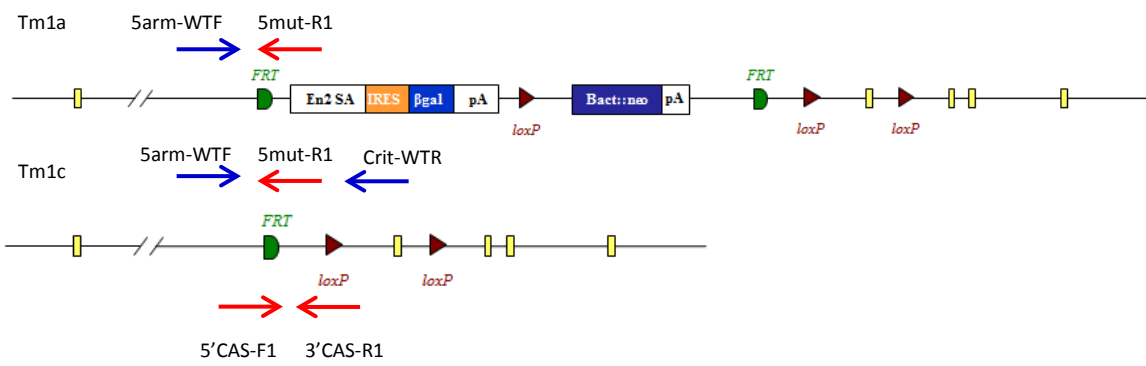 Tm1a 5arm-WTF 5mut-R1
FRT FRT
En2 SA IRES βgal pA Bact::neo pA
loxP loxP loxP
Tm1c 5arm-WTF 5mut-R1 Crit-WTR
FRT
loxP loxP
5’CAS-F1 3’CAS-R1